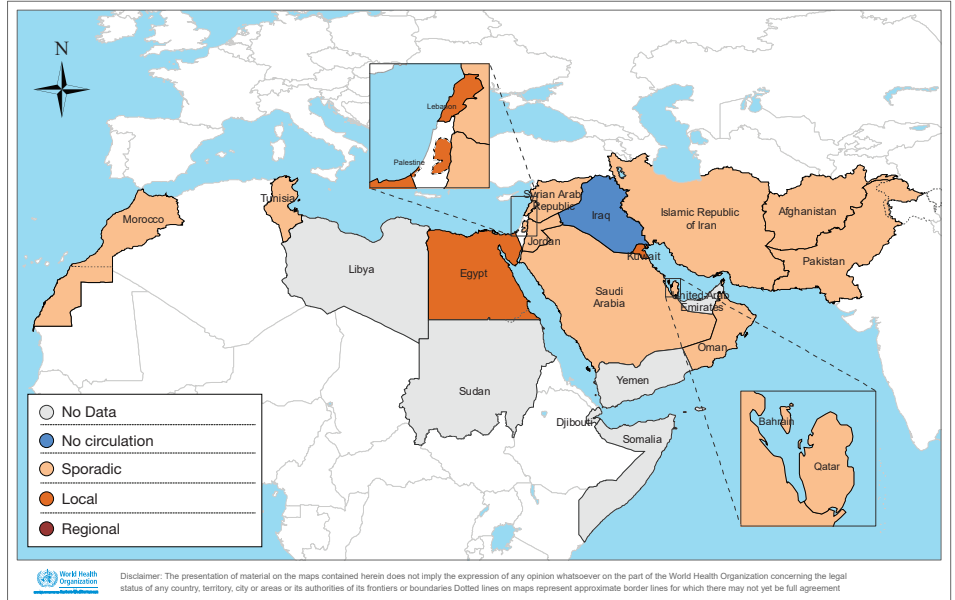 N
Lebanon
Palestine
Tunisia
Syrian Arab
Republic
Morocco
Iraq
Islamic Republic
of Iran
Afghanistan
Jordan
Kuwait
Pakistan
Libya
Egypt
Saudi
Arabia
United Arab
Emirates
Oman
Yemen
Sudan
Djibouti
Somalia
Bahrain
Qatar
No Data
No circulation
Sporadic
Local
Regional
World Health
Organization
Disclaimer: The presentation of material on the maps contained herein does not imply the expression of any opinion whatsoever on the part of the World Health Organization concerning the legal
status of any country, territory, city or areas or its authorities of its frontiers or boundaries Dotted lines on maps represent approximate border lines for which there may not yet be full agreement